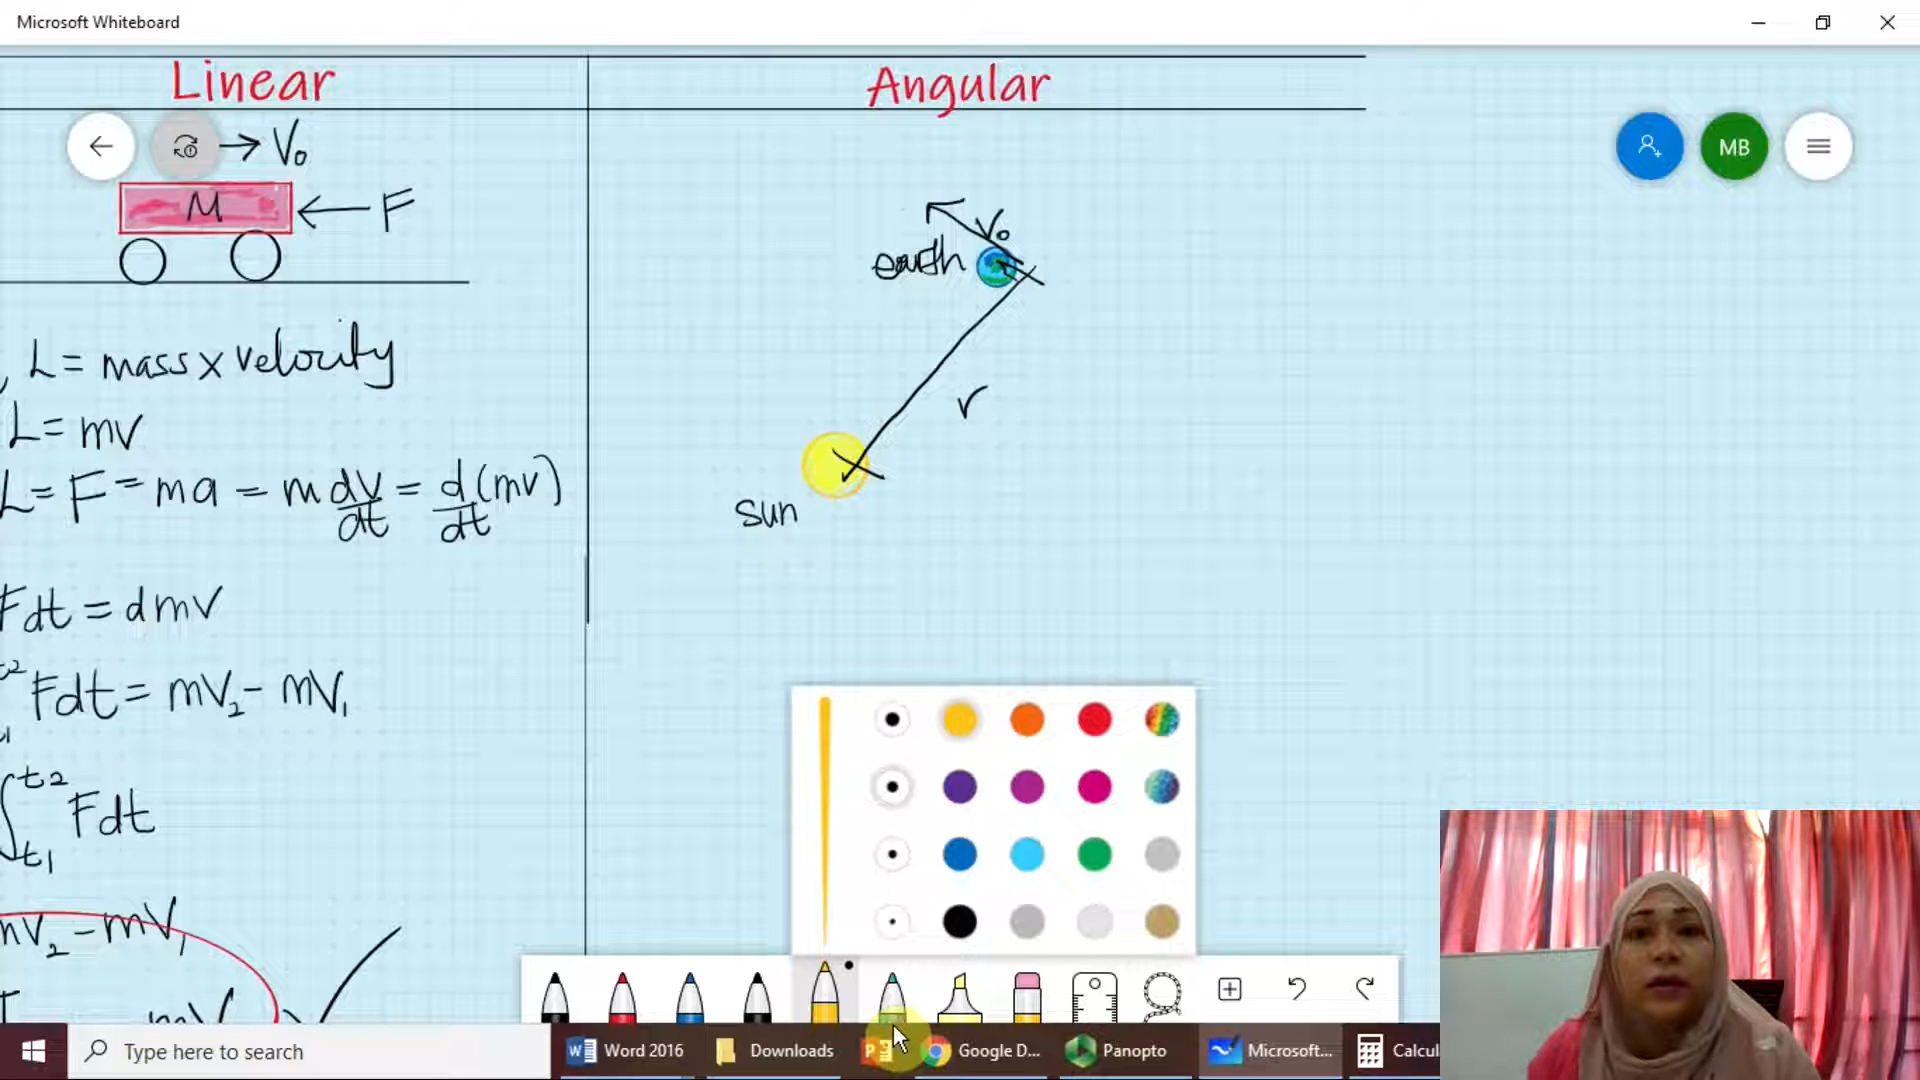 Microsoft Whiteboard
Linear
Angular
→ V₀
M ← F
MB
V₀
earth
L = mass x velocity
r
L = mV
L = F = ma = m dV/dt = d/dt (mV)
sun
Fdt = dmV
Fdt = mV₂ - mV₁
∫ t2 t1 Fdt
mV₂ - mV₁
Type here to search
Word 2016
Downloads
Google D...
Panopto
Microsoft...
Calcu